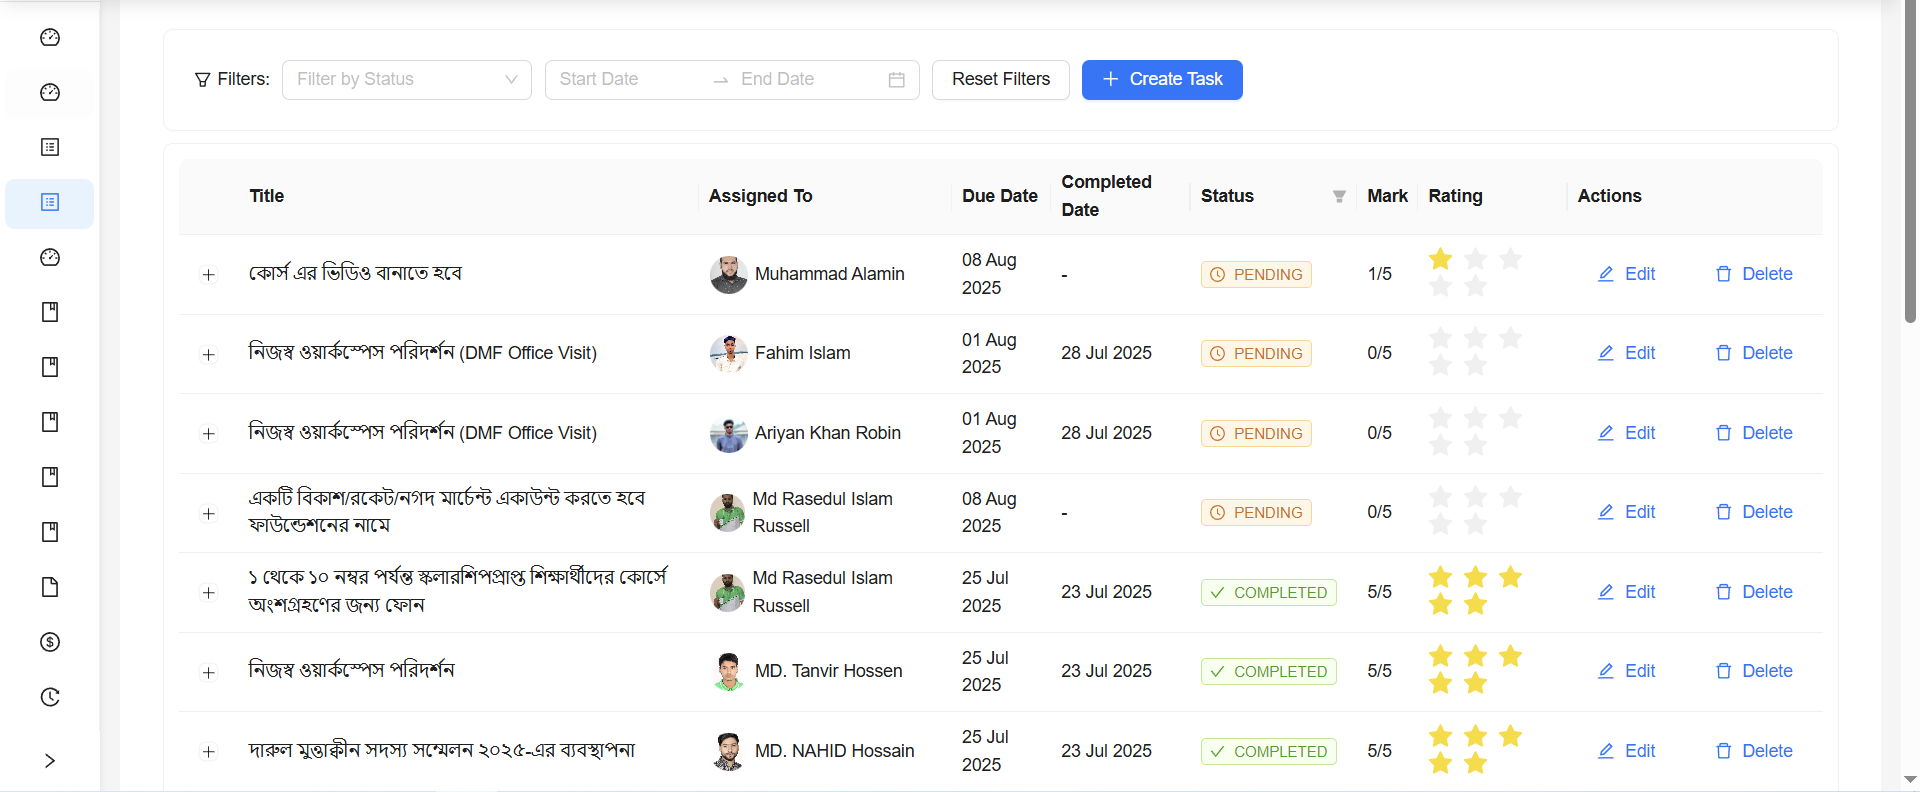 Filters:
Filter by Status
Start Date
End Date
Reset Filters
Create Task
Title
Assigned To
Due Date
Completed
Date
Status
Mark
Rating
Actions
কোর্স এর ভিডিও বানাতে হবে
Muhammad Alamin
08 Aug
2025
-
PENDING
1/5
Edit
Delete
নিজস্ব ওয়ার্কস্পেস পরিদর্শন (DMF Office Visit)
Fahim Islam
01 Aug
2025
28 Jul 2025
PENDING
0/5
Edit
Delete
নিজস্ব ওয়ার্কস্পেস পরিদর্শন (DMF Office Visit)
Ariyan Khan Robin
01 Aug
2025
28 Jul 2025
PENDING
0/5
Edit
Delete
একটি বিকাশ/রকেট/নগদ মার্চেন্ট একাউন্ট করতে হবে
ফাউন্ডেশনের নামে
Md Rasedul Islam
Russell
08 Aug
2025
-
PENDING
0/5
Edit
Delete
১ থেকে ১০ নম্বর পর্যন্ত স্কলারশিপপ্রাপ্ত শিক্ষার্থীদের কোর্সে
অংশগ্রহণের জন্য ফোন
Md Rasedul Islam
Russell
25 Jul
2025
23 Jul 2025
COMPLETED
5/5
Edit
Delete
নিজস্ব ওয়ার্কস্পেস পরিদর্শন
MD. Tanvir Hossen
25 Jul
2025
23 Jul 2025
COMPLETED
5/5
Edit
Delete
দারুল মুত্তাক্বীন সদস্য সম্মেলন ২০২৫-এর ব্যবস্থাপনা
MD. NAHID Hossain
25 Jul
2025
23 Jul 2025
COMPLETED
5/5
Edit
Delete